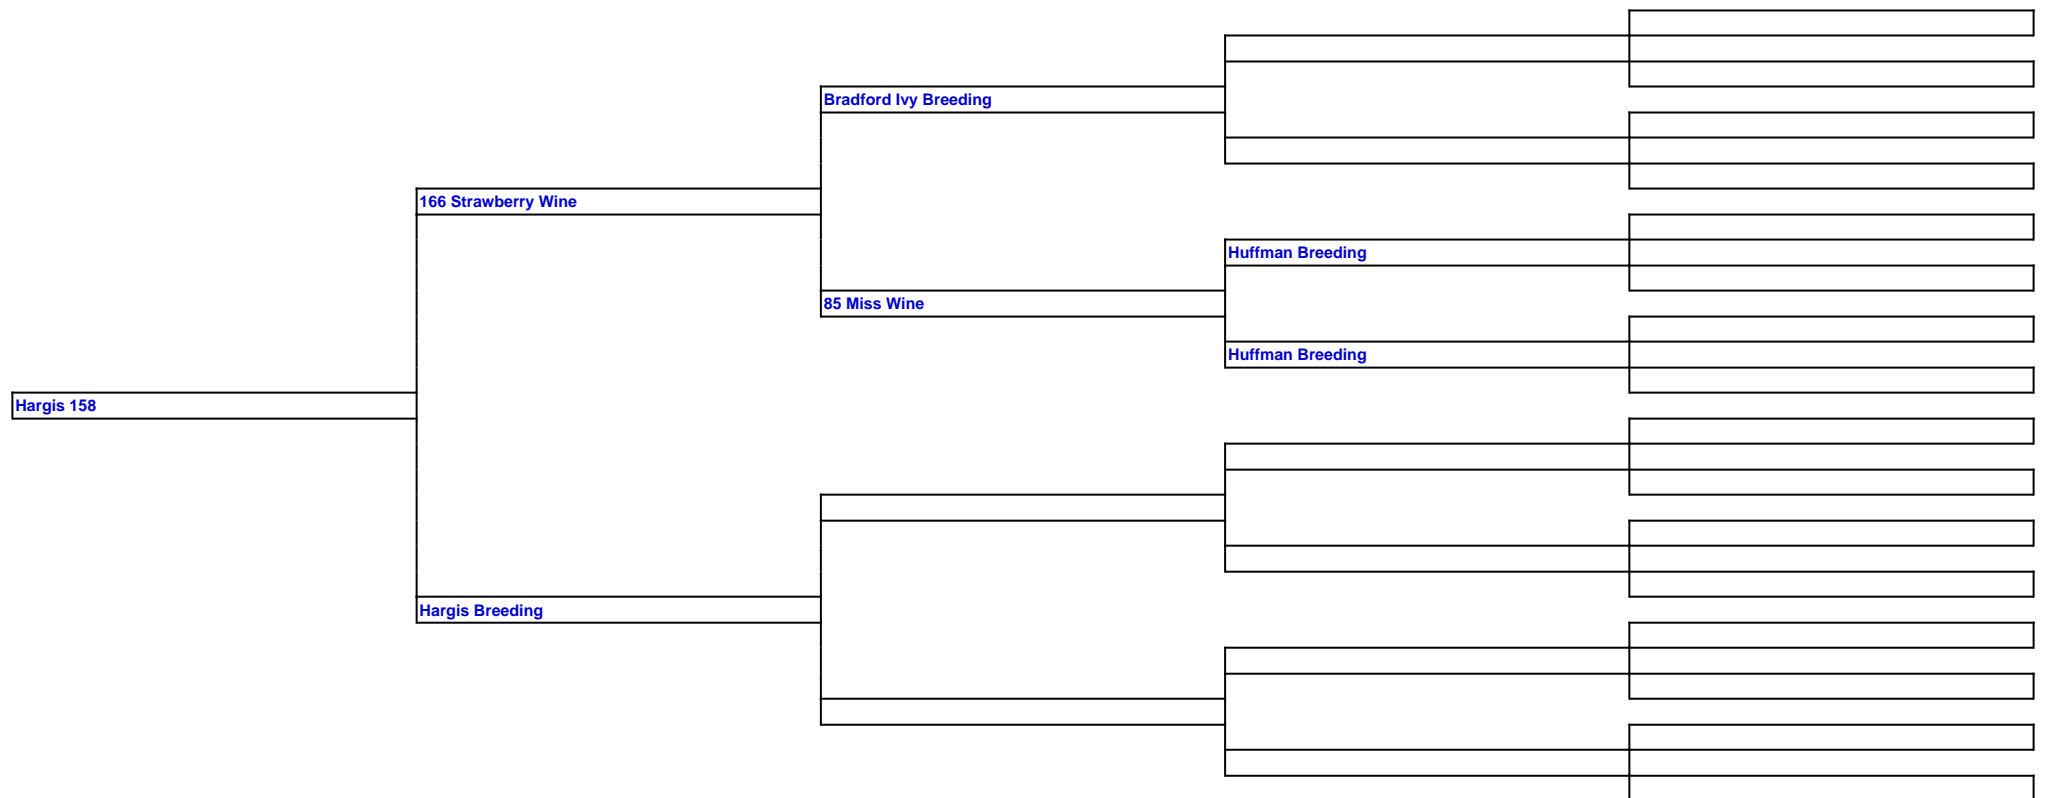 Bradford Ivy Breeding
166 Strawberry Wine
Huffman Breeding
85 Miss Wine
Huffman Breeding
Hargis 158
Hargis Breeding